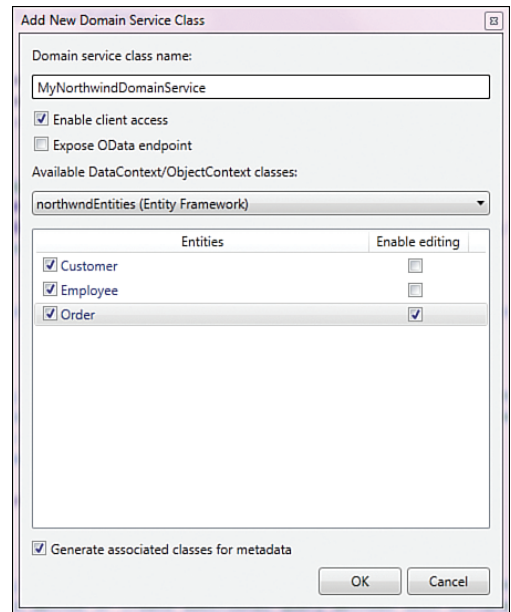 Add New Domain Service Class
Domain service class name:
MyNorthwindDomainService
Enable client access
Expose OData endpoint
Available DataContext/ObjectContext classes:
northwndEntities (Entity Framework)
Entities Enable editing
Customer
Employee
Order
Generate associated classes for metadata
OK Cancel